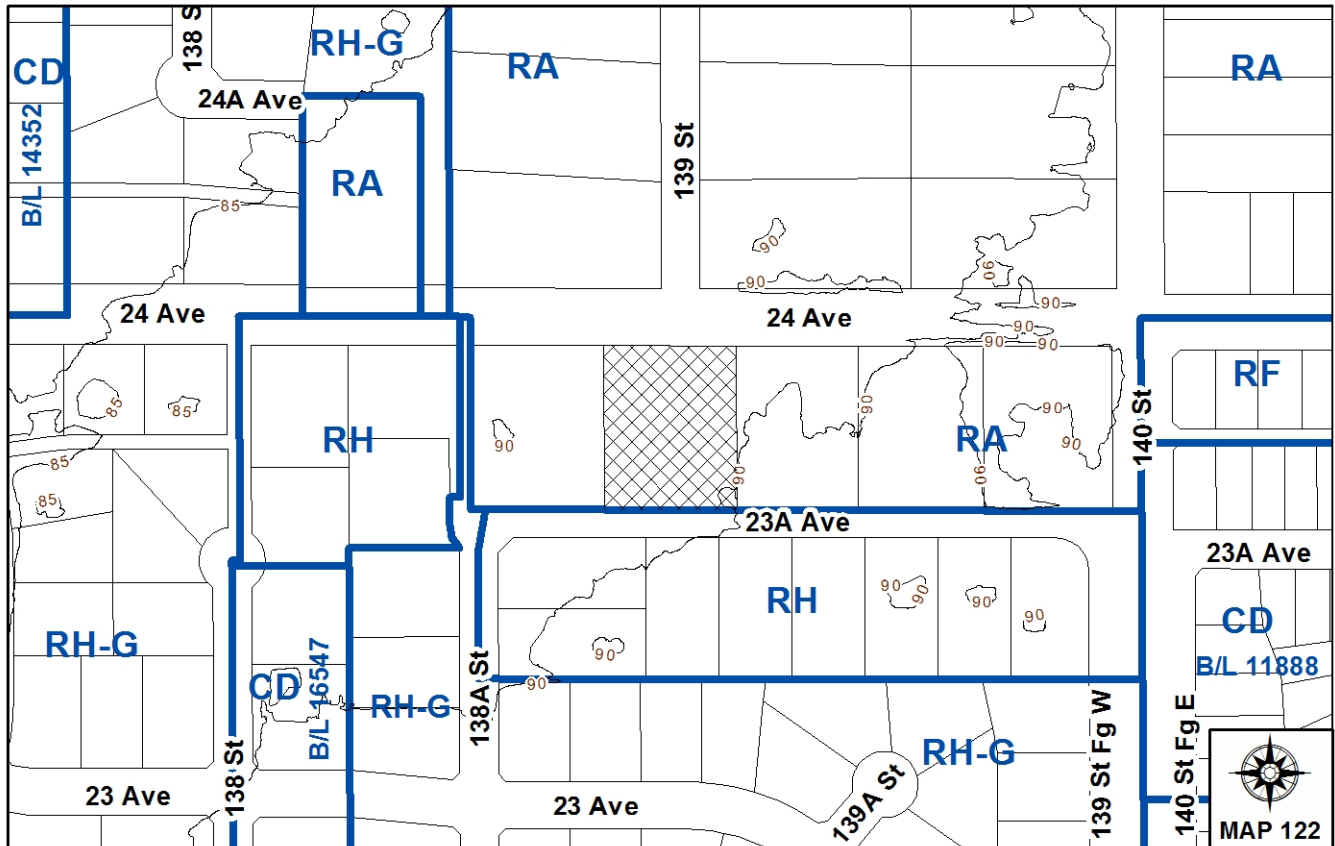 138 S
RH-G
RA
RA
CD
24A Ave
B/L 14352
RA
139 St
85
90
90
90
90
24 Ave
24 Ave
90
90
90
140 St
RF
85
85
90
90
RH
90
RA
90
85
90
90
85
23A Ave
23A Ave
RH
90
90
90
90
CD
RH-G
90
B/L 11888
CD
B/L 16547
90
138A St
RH-G
139 St Fg W
140 St Fg E
RH-G
138 St
23 Ave
23 Ave
139A St
MAP 122